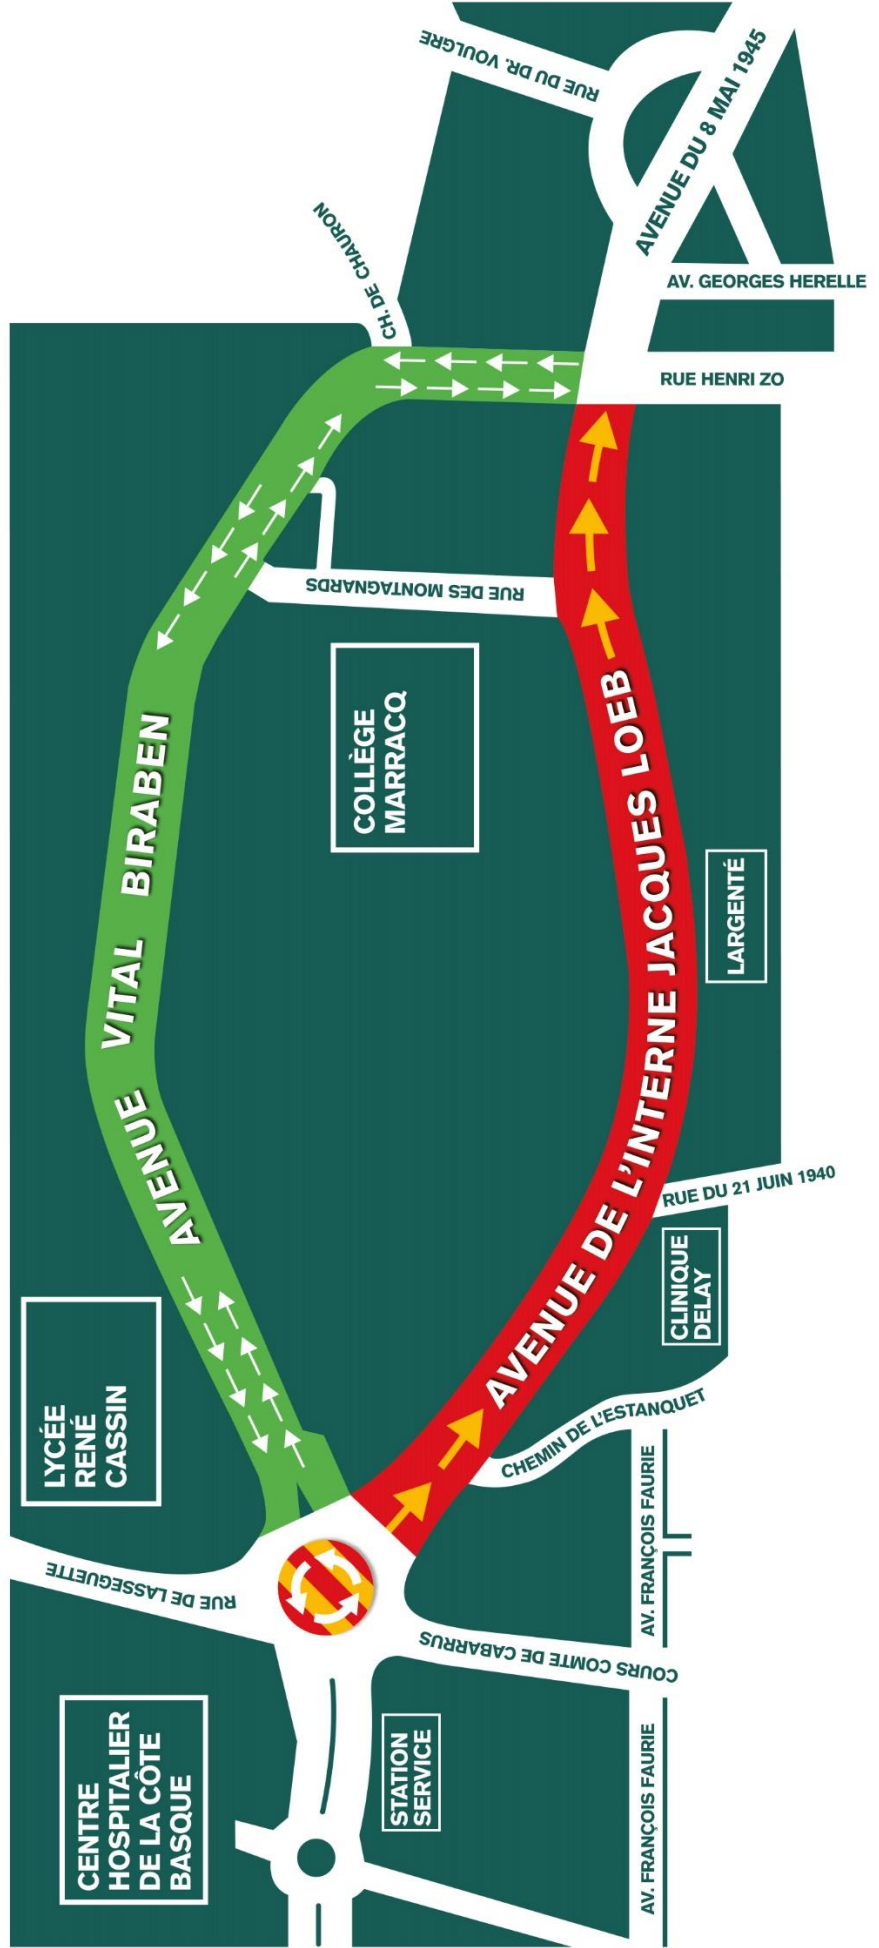 RUE DU DR. VOULGRE
AVENUE DU 8 MAI 1945
CH. DE CHAURON
AV. GEORGES HERELLE
RUE HENRI ZO
RUE DES MONTAGNARDS
COLLÈGE
MARRACQ
AVENUE VITAL BIRABEN
AVENUE DE L'INTERNE JACQUES LOEB
LARGENTÉ
RUE DU 21 JUIN 1940
CLINIQUE
DELAY
LYCÉE
RENÉ
CASSIN
CHEMIN DE L'ESTANQUET
AV. FRANÇOIS FAURIE
RUE DE LASSEGUETTE
COURS COMTE DE CABARRUS
CENTRE
HOSPITALIER
DE LA CÔTE
BASQUE
STATION
SERVICE
AV. FRANÇOIS FAURIE